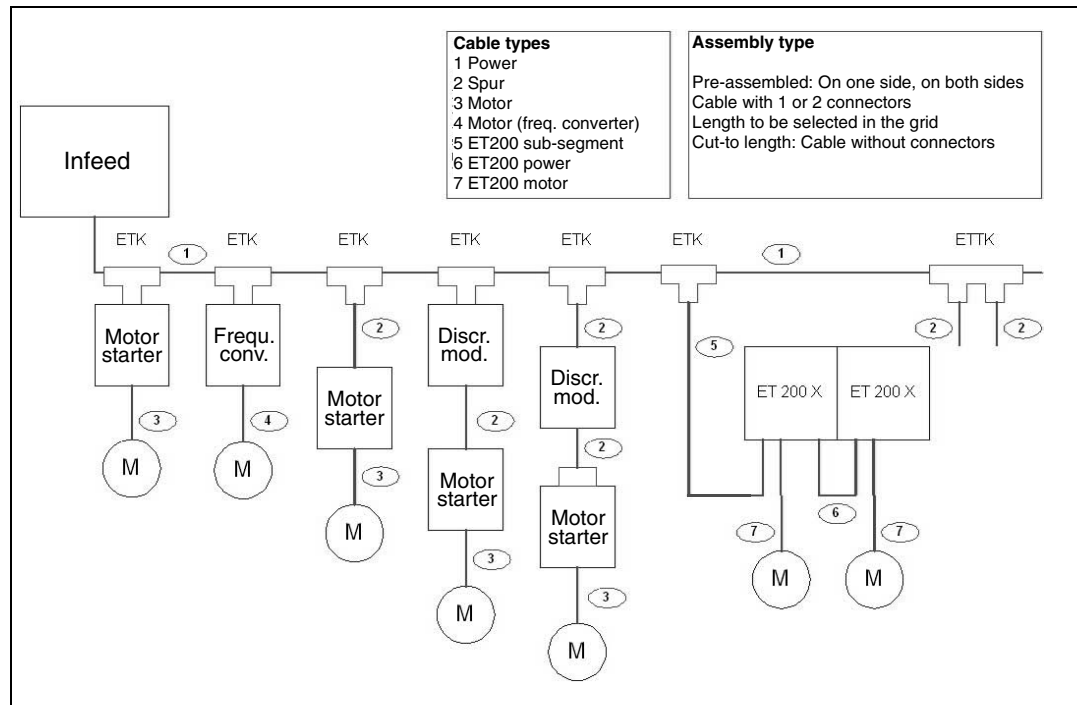 Cable types
1 Power
2 Spur
3 Motor
4 Motor (freq. converter)
5 ET200 sub-segment
6 ET200 power
7 ET200 motor
Assembly type
Pre-assembled: On one side, on both sides
Cable with 1 or 2 connectors
Length to be selected in the grid
Cut-to length: Cable without connectors
Infeed
ETK
1
ETK
ETK
ETK
ETK
ETK
1
ETTK
Motor
starter
3
M
Frequ.
conv.
4
M
2
Motor
starter
3
M
Discr.
mod.
2
Motor
starter
3
M
2
Discr.
mod.
2
Motor
starter
3
M
5
ET 200 X
ET 200 X
2
2
6
7
7
M
M